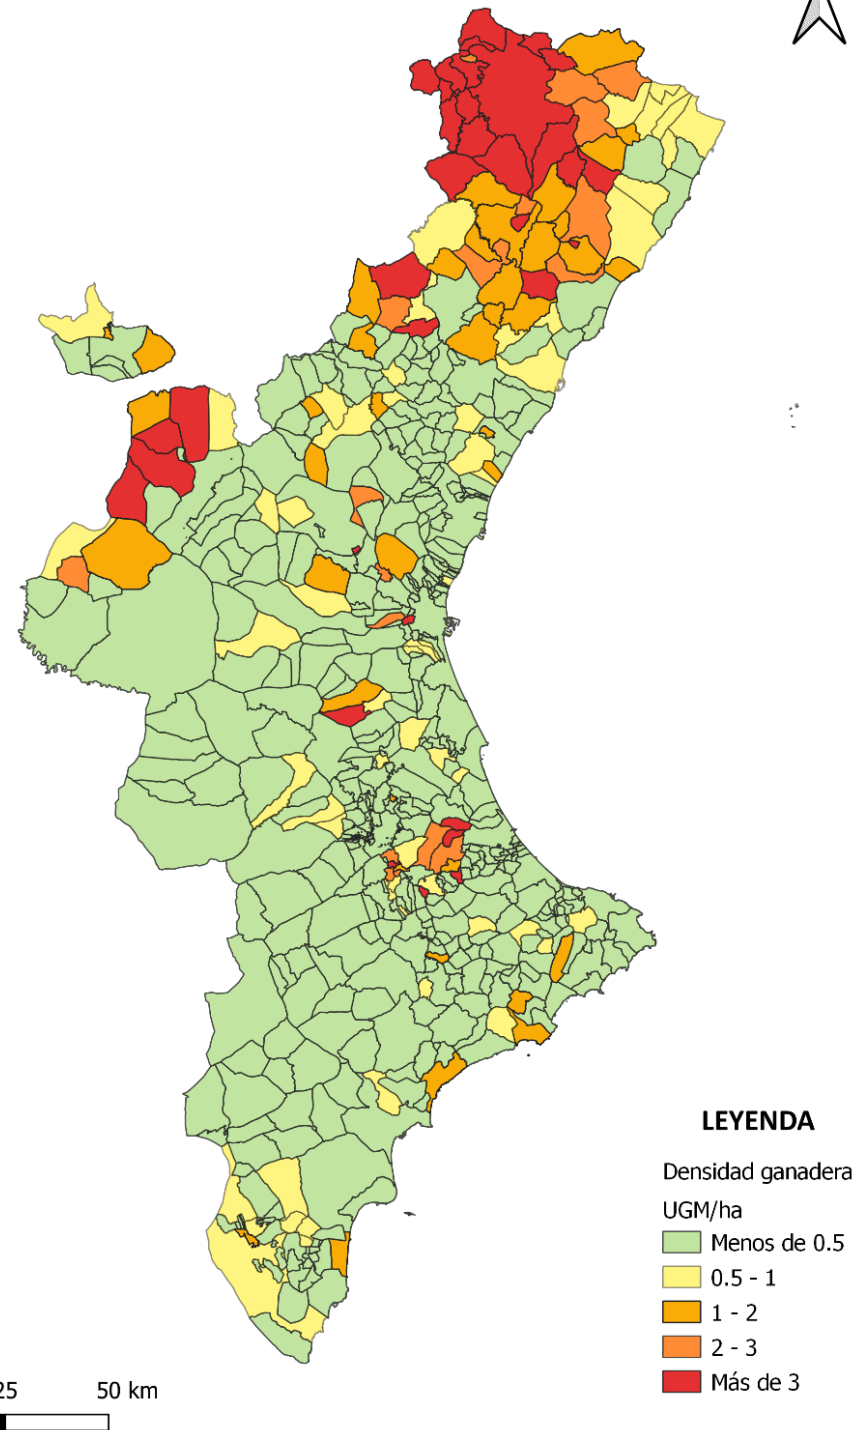 LEYENDA
Densidad ganadera
UGM/ha
Menos de 0.5
0.5 - 1
1 - 2
2 - 3
Más de 3
25 50 km